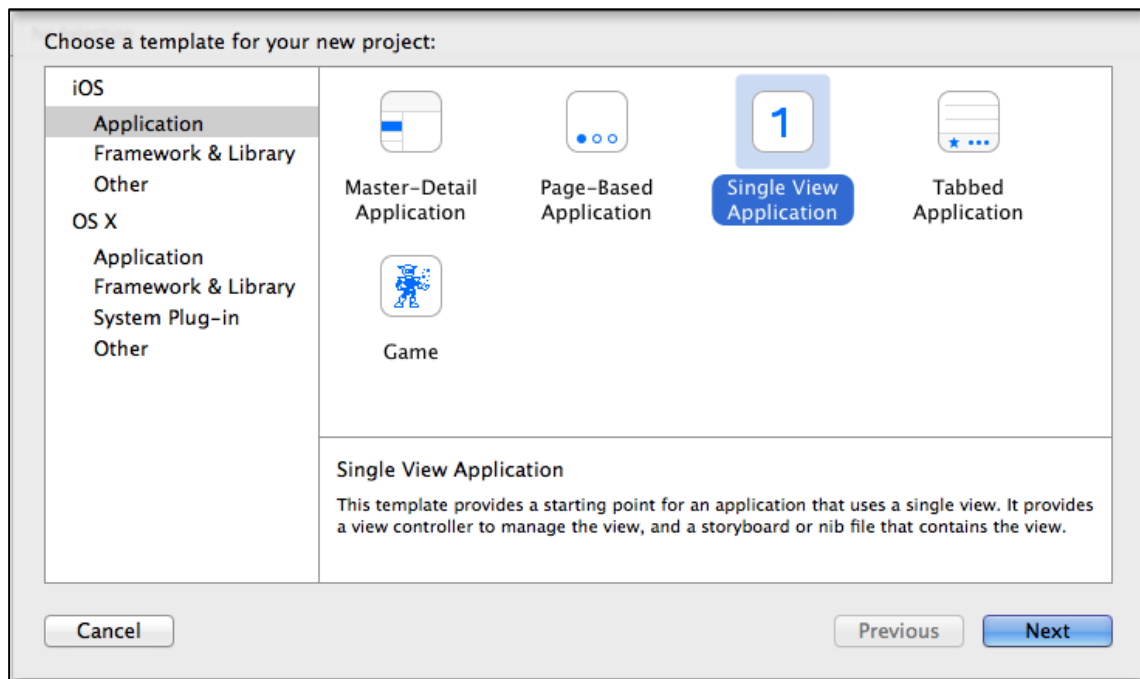 Choose a template for your new project:
iOS
Application
Framework & Library
Other
OS X
Application
Framework & Library
System Plug-in
Other
Master-Detail
Application
Page-Based
Application
1
Single View
Application
Tabbed
Application
Game
Single View Application
This template provides a starting point for an application that uses a single view. It provides
a view controller to manage the view, and a storyboard or nib file that contains the view.
Cancel
Previous
Next